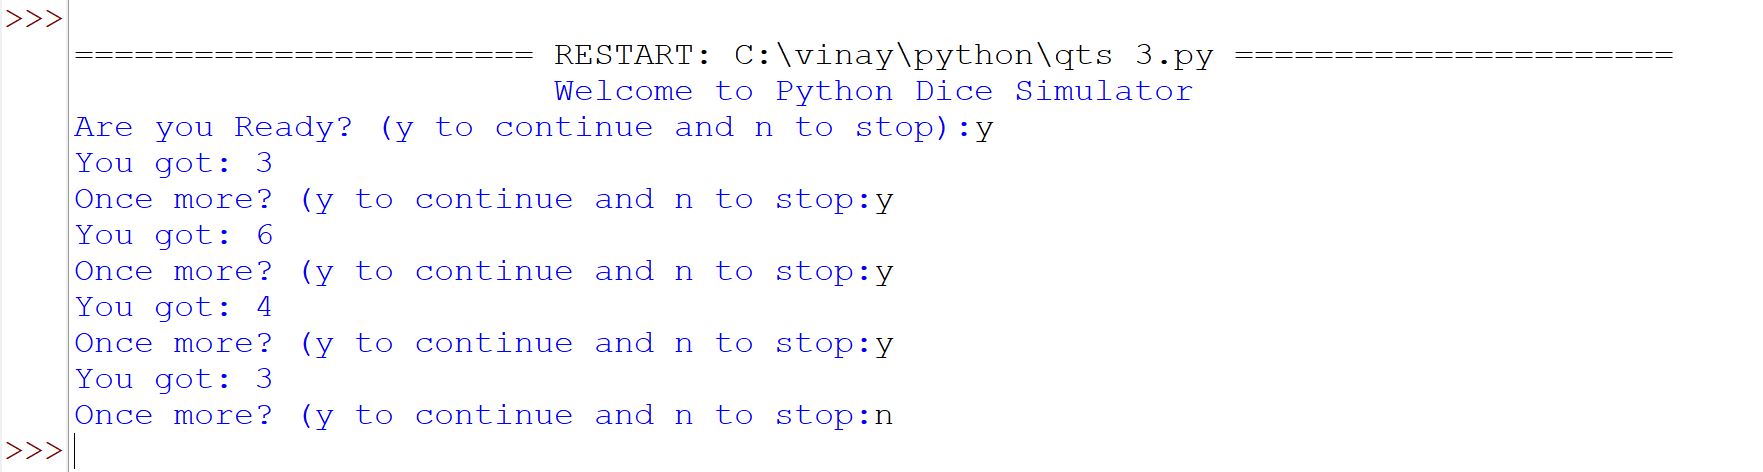 >>>
======================= RESTART: C:\vinay\python\qts 3.py ======================
Welcome to Python Dice Simulator
Are you Ready? (y to continue and n to stop):y
You got: 3
Once more? (y to continue and n to stop:y
You got: 6
Once more? (y to continue and n to stop:y
You got: 4
Once more? (y to continue and n to stop:y
You got: 3
Once more? (y to continue and n to stop:n
>>>